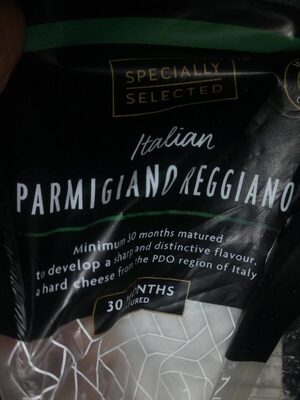 SPECIALLY
SELECTED
Italian
PARMIGIANO REGGIANO
Minimum 30 months matured
to develop a sharp and distinctive flavour,
a hard cheese from the PDO region of Italy
30 MONTHS
MATURED